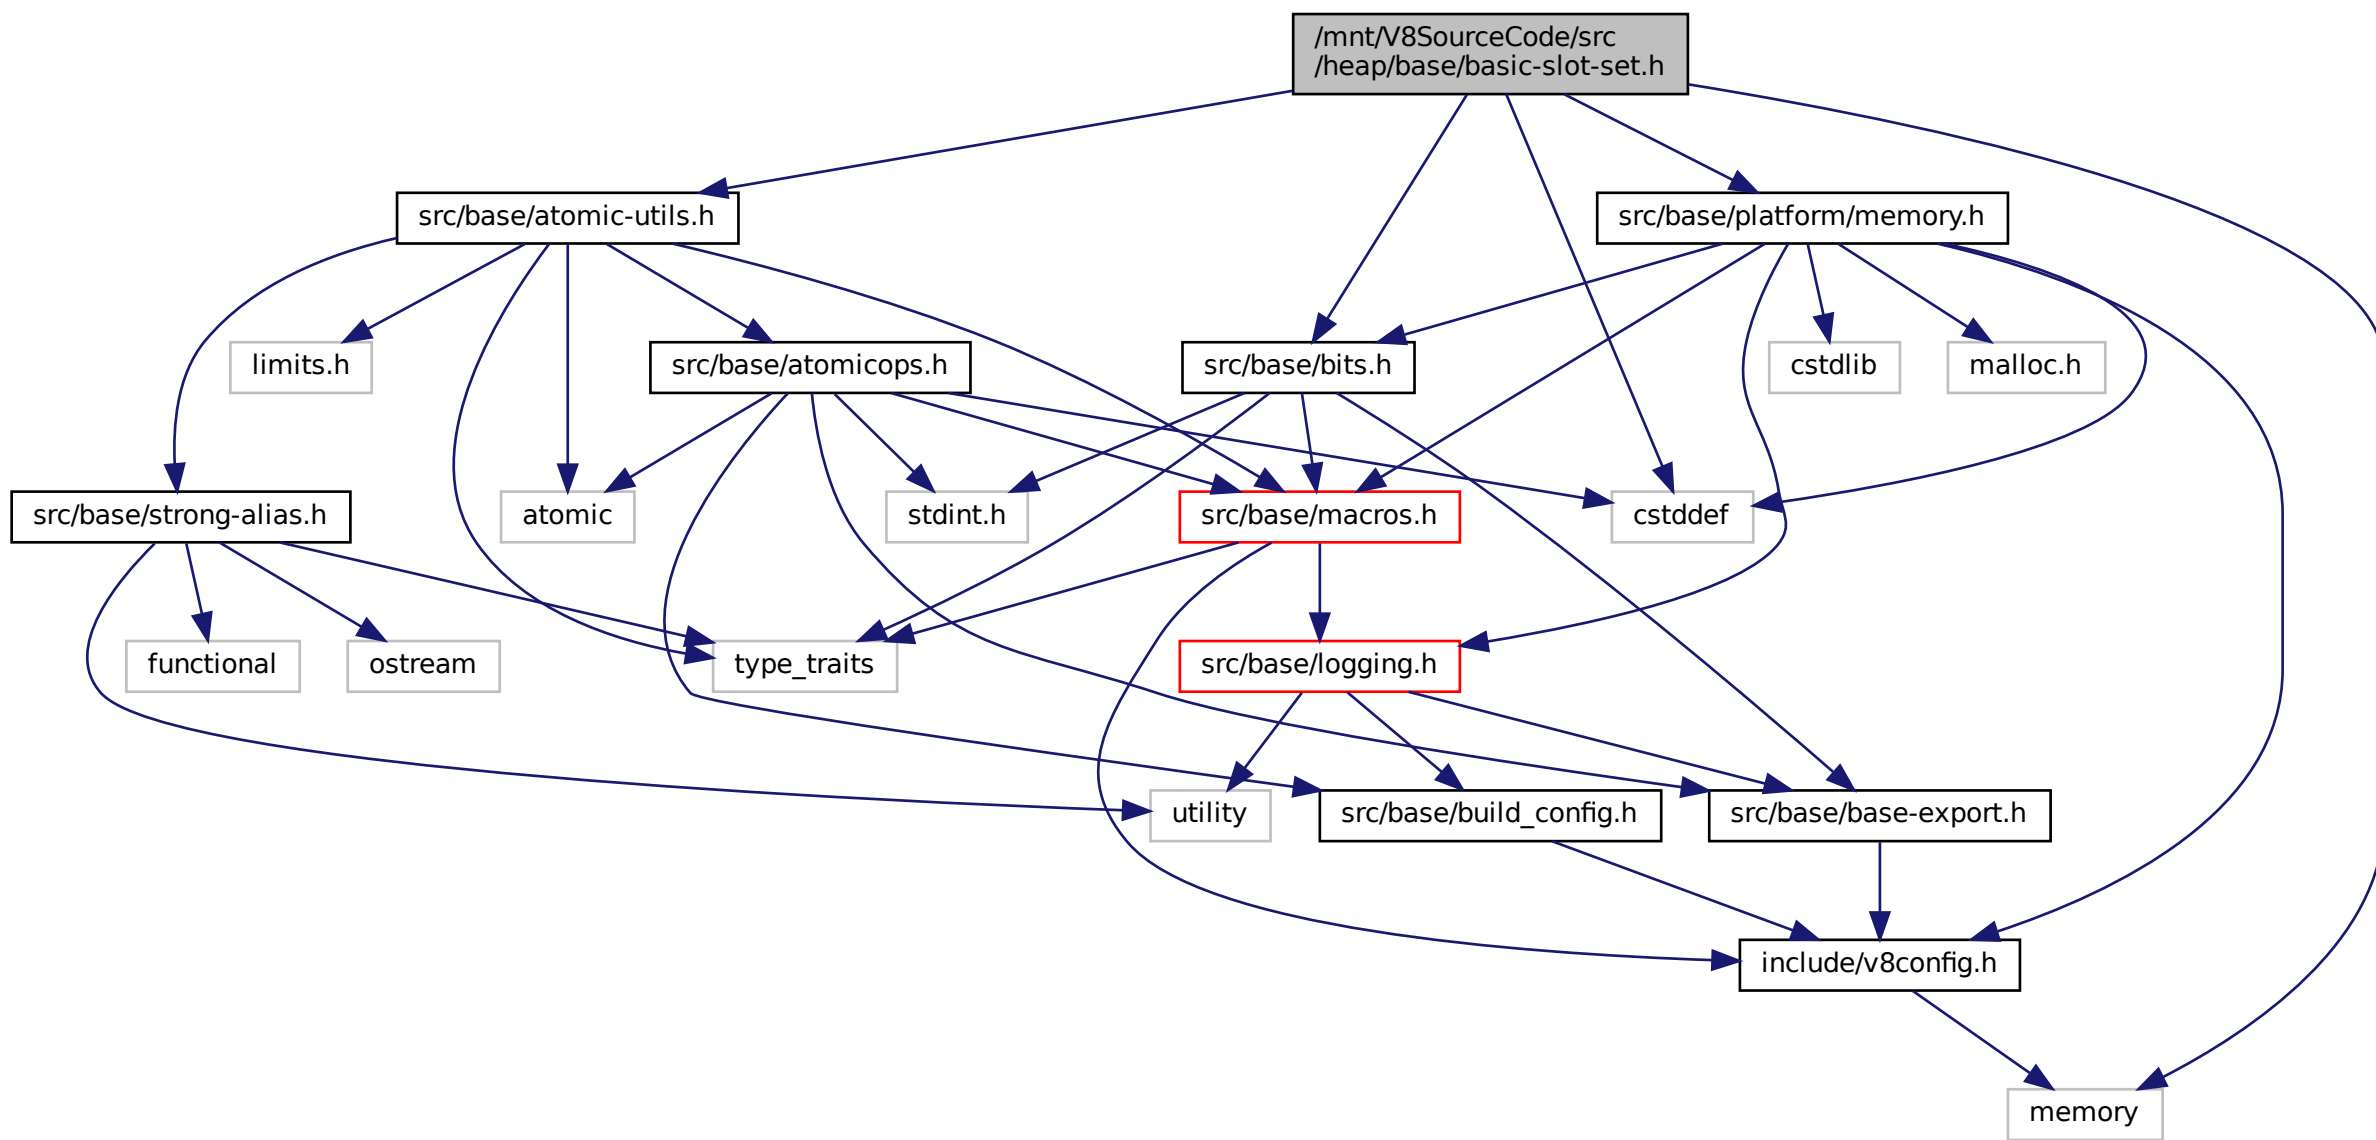 /mnt/V8SourceCode/src
/heap/base/basic-slot-set.h
src/base/atomic-utils.h
src/base/platform/memory.h
limits.h
src/base/atomicops.h
src/base/bits.h
cstdlib
malloc.h
src/base/strong-alias.h
atomic
stdint.h
src/base/macros.h
cstddef
functional
ostream
type_traits
src/base/logging.h
utility
src/base/build_config.h
src/base/base-export.h
include/v8config.h
memory